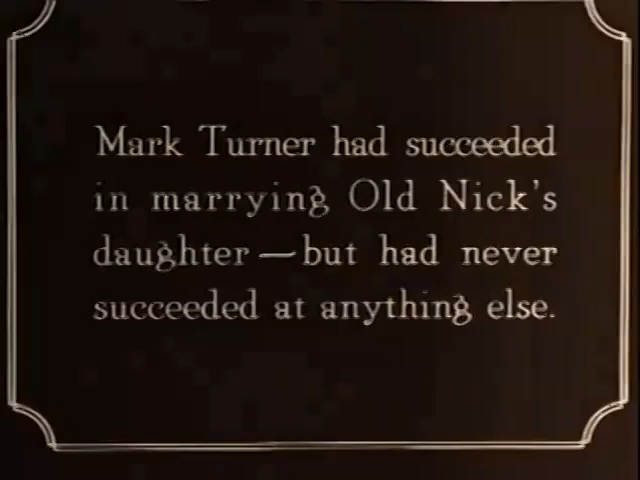 Mark Turner had succeeded
in marrying Old Nick's
daughter — but had never
succeeded at anything else.